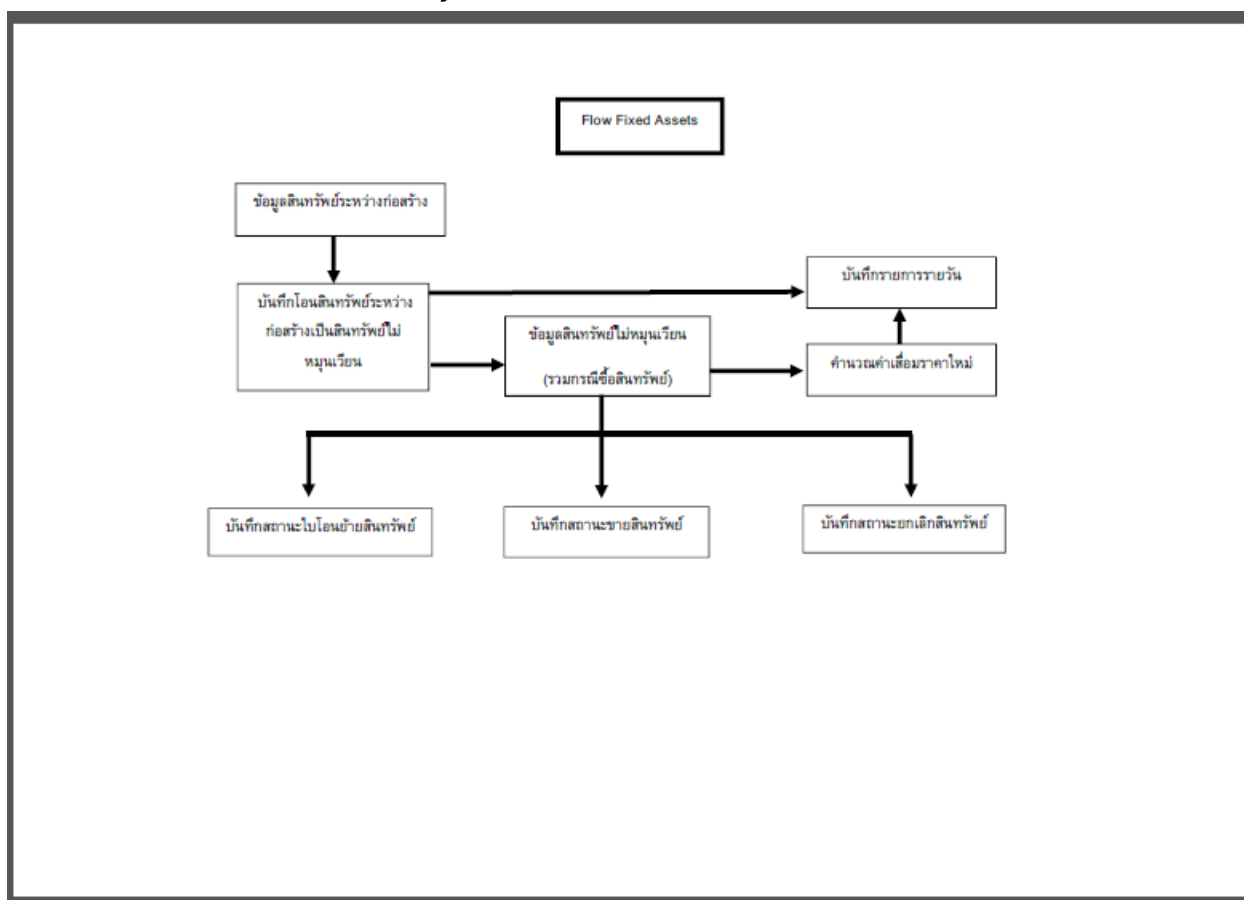 Flow Fixed Assets
ข้อมูลสินทรัพย์ระหว่างก่อสร้าง
บันทึกรายการรายวัน
บันทึกโอนสินทรัพย์ระหว่าง
ก่อสร้างเป็นสินทรัพย์ไม่
หมุนเวียน
ข้อมูลสินทรัพย์ไม่หมุนเวียน
(รวมกรณีซื้อสินทรัพย์)
คำนวณค่าเสื่อมราคาใหม่
บันทึกสถานะใบโอนย้ายสินทรัพย์
บันทึกสถานะขายสินทรัพย์
บันทึกสถานะยกเลิกสินทรัพย์